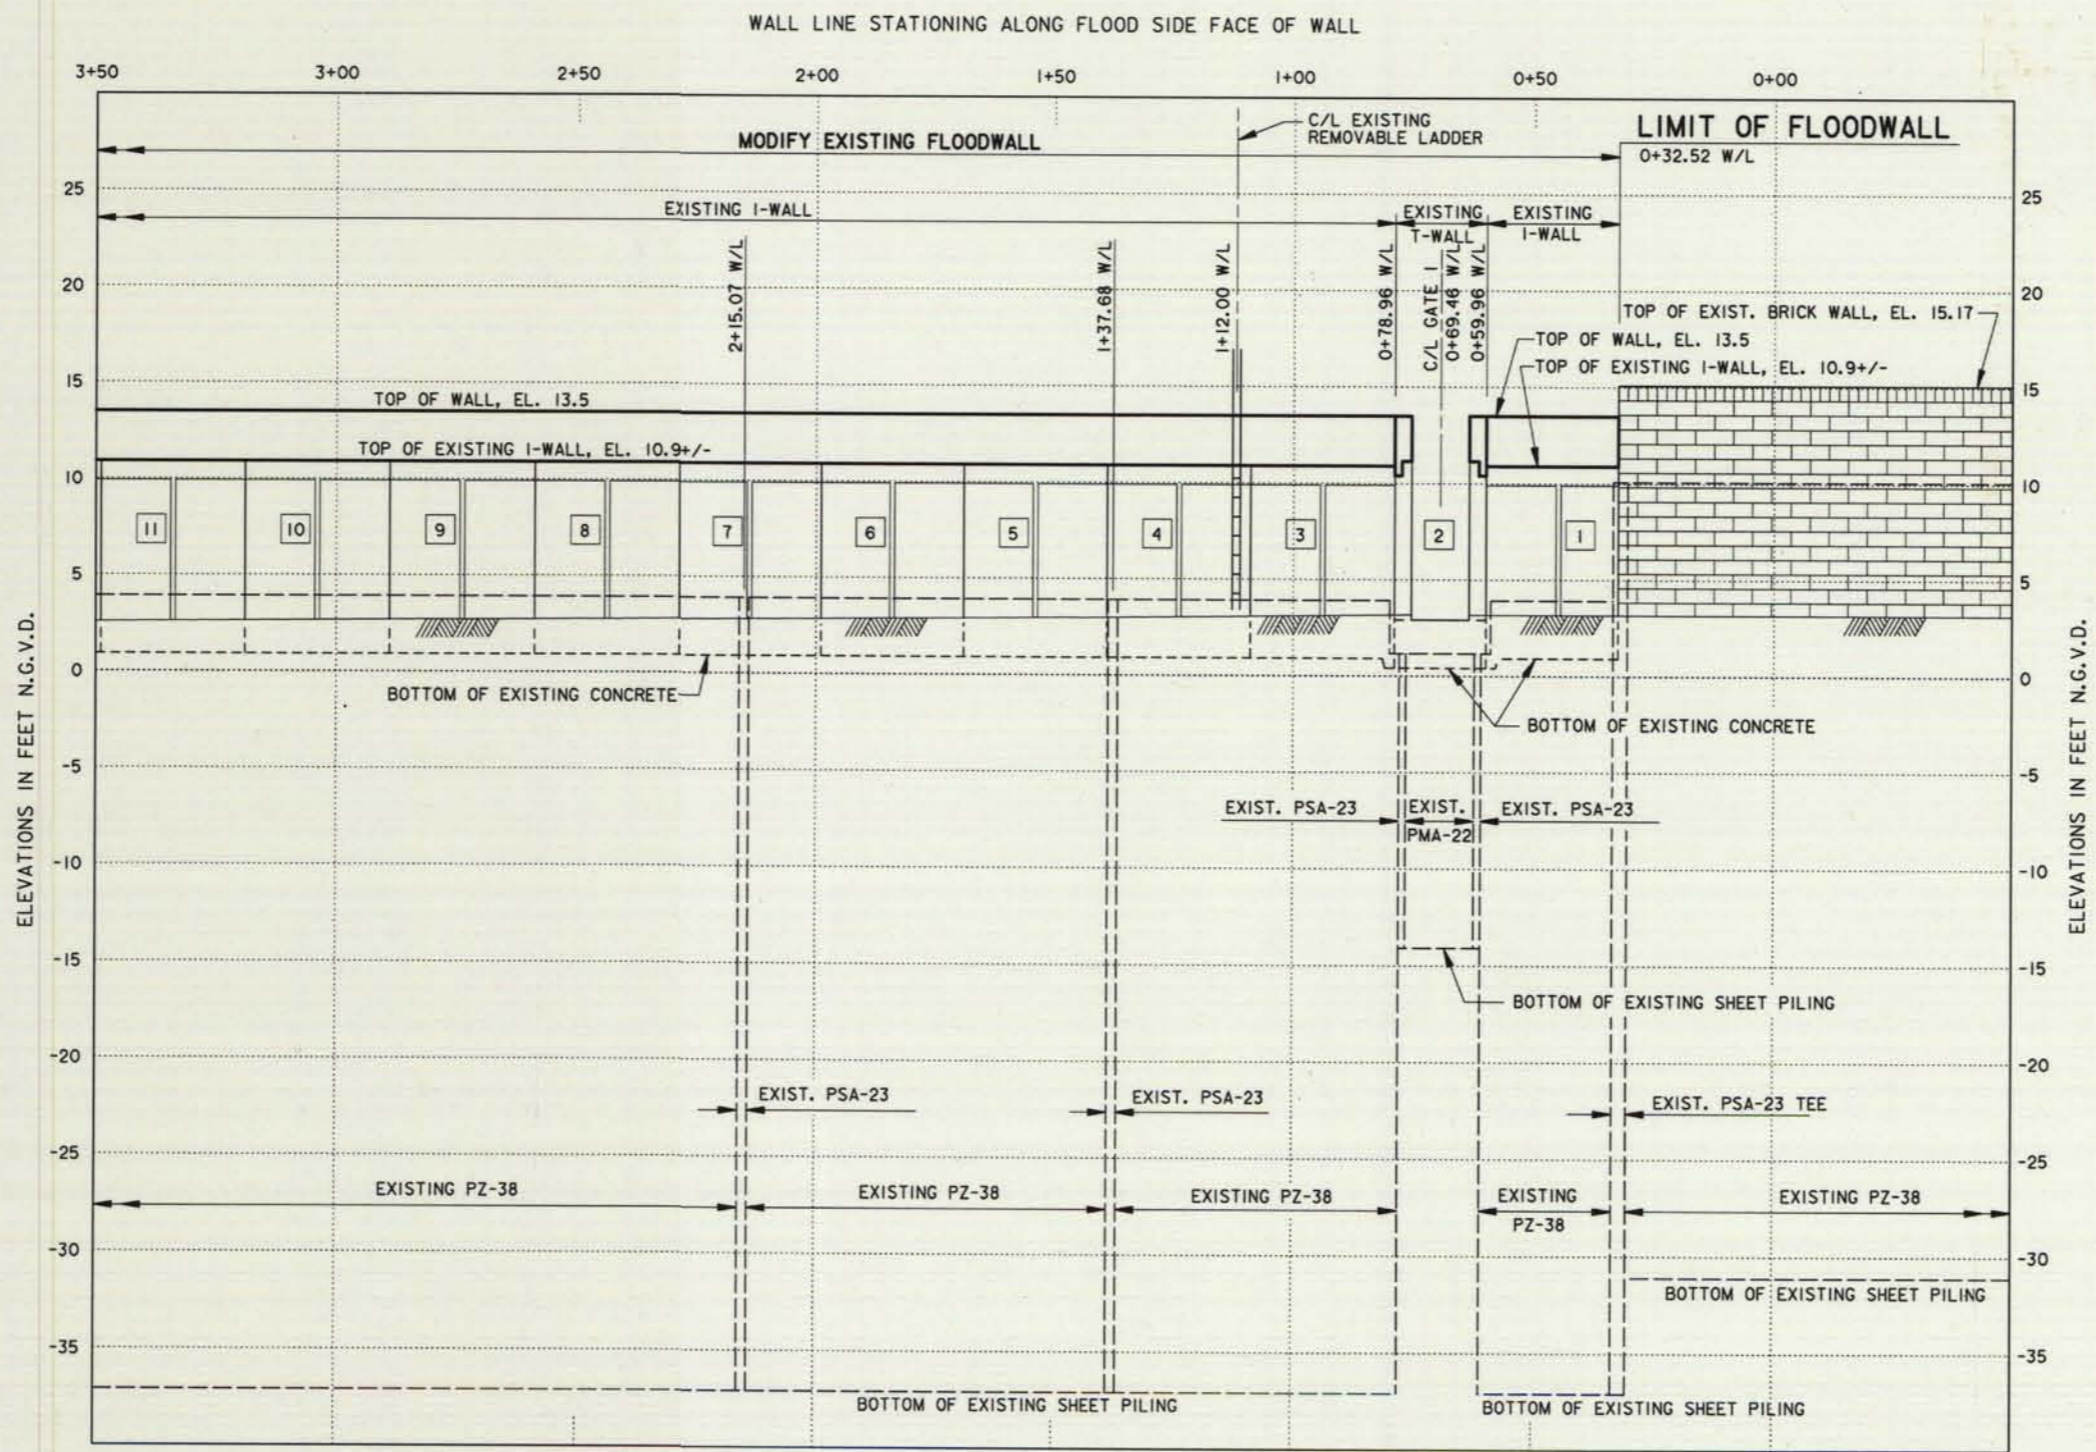 WALL LINE STATIONING ALONG FLOOD SIDE FACE OF WALL
3+50 3+00 2+50 2+00 1+50 1+00 0+50 0+00
MODIFY EXISTING FLOODWALL
C/L EXISTING
REMOVABLE LADDER
LIMIT OF FLOODWALL
0+32.52 W/L
25 25
EXISTING I-WALL
EXISTING
T-WALL
EXISTING
I-WALL
2+15.07 W/L
1+37.68 W/L
1+12.00 W/L
0+78.96 W/L
C/L GATE 1
0+69.46 W/L
0+59.96 W/L
20 20
TOP OF EXIST. BRICK WALL, EL. 15.17
TOP OF WALL, EL. 13.5
TOP OF EXISTING I-WALL, EL. 10.9+/-
15 15
TOP OF WALL, EL. 13.5
TOP OF EXISTING I-WALL, EL. 10.9+/-
10 10
11 10 9 8 7 6 5 4 3 2 1
5 5
0 0
BOTTOM OF EXISTING CONCRETE
BOTTOM OF EXISTING CONCRETE
ELEVATIONS IN FEET N.G.V.D.
ELEVATIONS IN FEET N.G.V.D.
-5 -5
EXIST. PSA-23
EXIST.
PMA-22
EXIST. PSA-23
-10 -10
-15 -15
BOTTOM OF EXISTING SHEET PILING
-20 -20
EXIST. PSA-23
EXIST. PSA-23
EXIST. PSA-23 TEE
-25 -25
EXISTING PZ-38
EXISTING PZ-38
EXISTING PZ-38
EXISTING
PZ-38
EXISTING PZ-38
-30 -30
BOTTOM OF EXISTING SHEET PILING
-35 -35
BOTTOM OF EXISTING SHEET PILING
BOTTOM OF EXISTING SHEET PILING